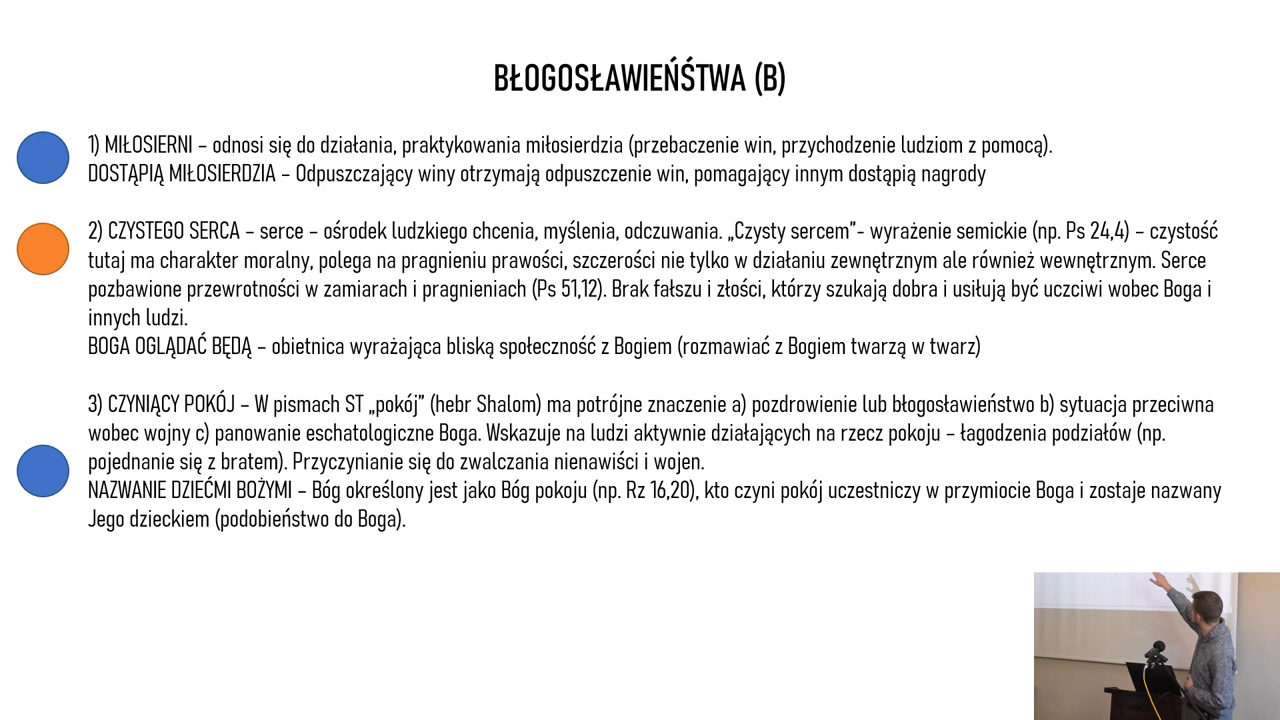 BŁOGOSŁAWIEŃŚTWA (B)
1) MIŁOSIERNI – odnosi się do działania, praktykowania miłosierdzia (przebaczenie win, przychodzenie ludziom z pomocą).
DOSTĄPIĄ MIŁOSIERDZIA – Odpuszczający winy otrzymają odpuszczenie win, pomagający innym dostąpią nagrody
2) CZYSTEGO SERCA – serce – ośrodek ludzkiego chcenia, myślenia, odczuwania. „Czysty sercem”- wyrażenie semickie (np. Ps 24,4) – czystość
tutaj ma charakter moralny, polega na pragnieniu prawości, szczerości nie tylko w działaniu zewnętrznym ale również wewnętrznym. Serce
pozbawione przewrotności w zamiarach i pragnieniach (Ps 51,12). Brak fałszu i złości, którzy szukają dobra i usiłują być uczciwi wobec Boga i
innych ludzi.
BOGA OGLĄDAĆ BĘDĄ – obietnica wyrażająca bliską społeczność z Bogiem (rozmawiać z Bogiem twarzą w twarz)
3) CZYNIĄCY POKÓJ – W pismach ST „pokój” (hebr Shalom) ma potrójne znaczenie a) pozdrowienie lub błogosławieństwo b) sytuacja przeciwna
wobec wojny c) panowanie eschatologiczne Boga. Wskazuje na ludzi aktywnie działających na rzecz pokoju – łagodzenia podziałów (np.
pojednanie się z bratem). Przyczynianie się do zwalczania nienawiści i wojen.
NAZWANIE DZIEĆMI BOŻYMI – Bóg określony jest jako Bóg pokoju (np. Rz 16,20), kto czyni pokój uczestniczy w przymiocie Boga i zostaje nazwany
Jego dzieckiem (podobieństwo do Boga).